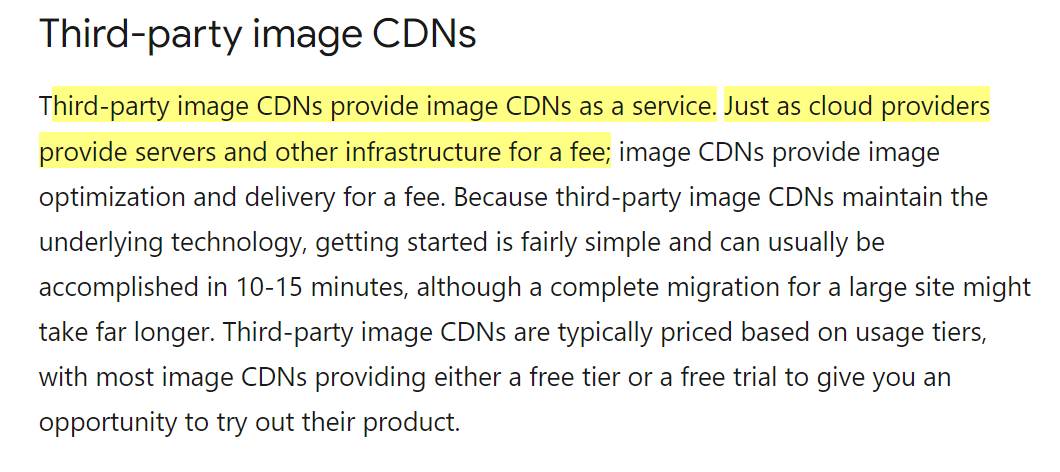 Third-party image CDNs
Third-party image CDNs provide image CDNs as a service. Just as cloud providers
provide servers and other infrastructure for a fee; image CDNs provide image
optimization and delivery for a fee. Because third-party image CDNs maintain the
underlying technology, getting started is fairly simple and can usually be
accomplished in 10-15 minutes, although a complete migration for a large site might
take far longer. Third-party image CDNs are typically priced based on usage tiers,
with most image CDNs providing either a free tier or a free trial to give you an
opportunity to try out their product.